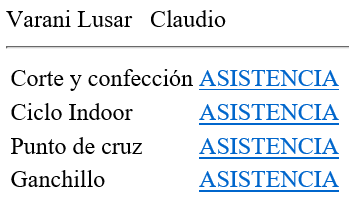 Varani Lusar Claudio
Corte y confección ASISTENCIA
Ciclo Indoor ASISTENCIA
Punto de cruz ASISTENCIA
Ganchillo ASISTENCIA